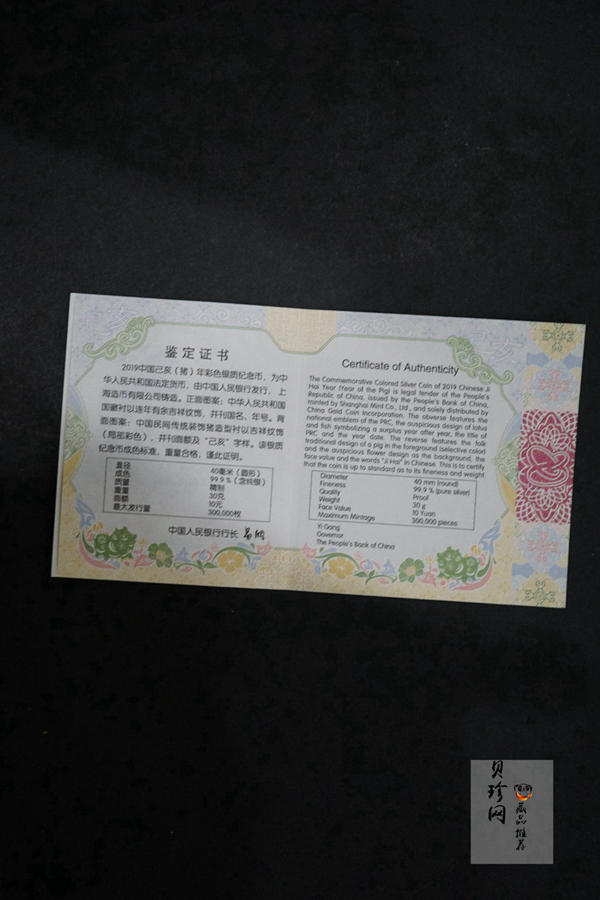 鉴定证书
2019中国己亥（猪）年彩色银质纪念币，为中
华人民共和国法定货币，由中国人民银行发行，上
海造币有限公司铸造。正面图案：中华人民共和国
国徽衬以连年有余吉祥纹饰，并刊国名、年号。背
面图案：中国民间传统装饰猪造型衬以吉祥纹饰
（局部彩色），并刊面额及“己亥”字样。该银质
纪念币成色标准，重量合格，谨此证明。
直径 40毫米（圆形）
成色 99.9%（含纯银）
质量 精制
重量 30克
面额 10元
最大发行量 300,000枚
中国人民银行行长 易纲
Certificate of Authenticity
The Commemorative Colored Silver Coin of 2019 Chinese Ji
Hai Year (Year of the Pig) is legal tender of the People's
Republic of China, issued by the People's Bank of China,
minted by Shanghai Mint Co., Ltd., and solely distributed by
China Gold Coin Incorporation. The obverse features the
national emblem of the PRC, the auspicious design of lotus
and fish symbolizing a surplus year after year, the title of
PRC and the year date. The reverse features the folk
traditional design of a pig in the foreground (selective color)
and the auspicious flower design as the background, the
face value and the words "Ji Hai" in Chinese. This is to certify
that the coin is up to standard as to its fineness and weight
Diameter 40 mm (round)
Fineness 99.9 % (pure silver)
Quality Proof
Weight 30 g
Face Value 10 Yuan
Maximum Mintage 300,000 pieces
Yi Gang
Governor
The People's Bank of China
贝珍网
藏品推荐